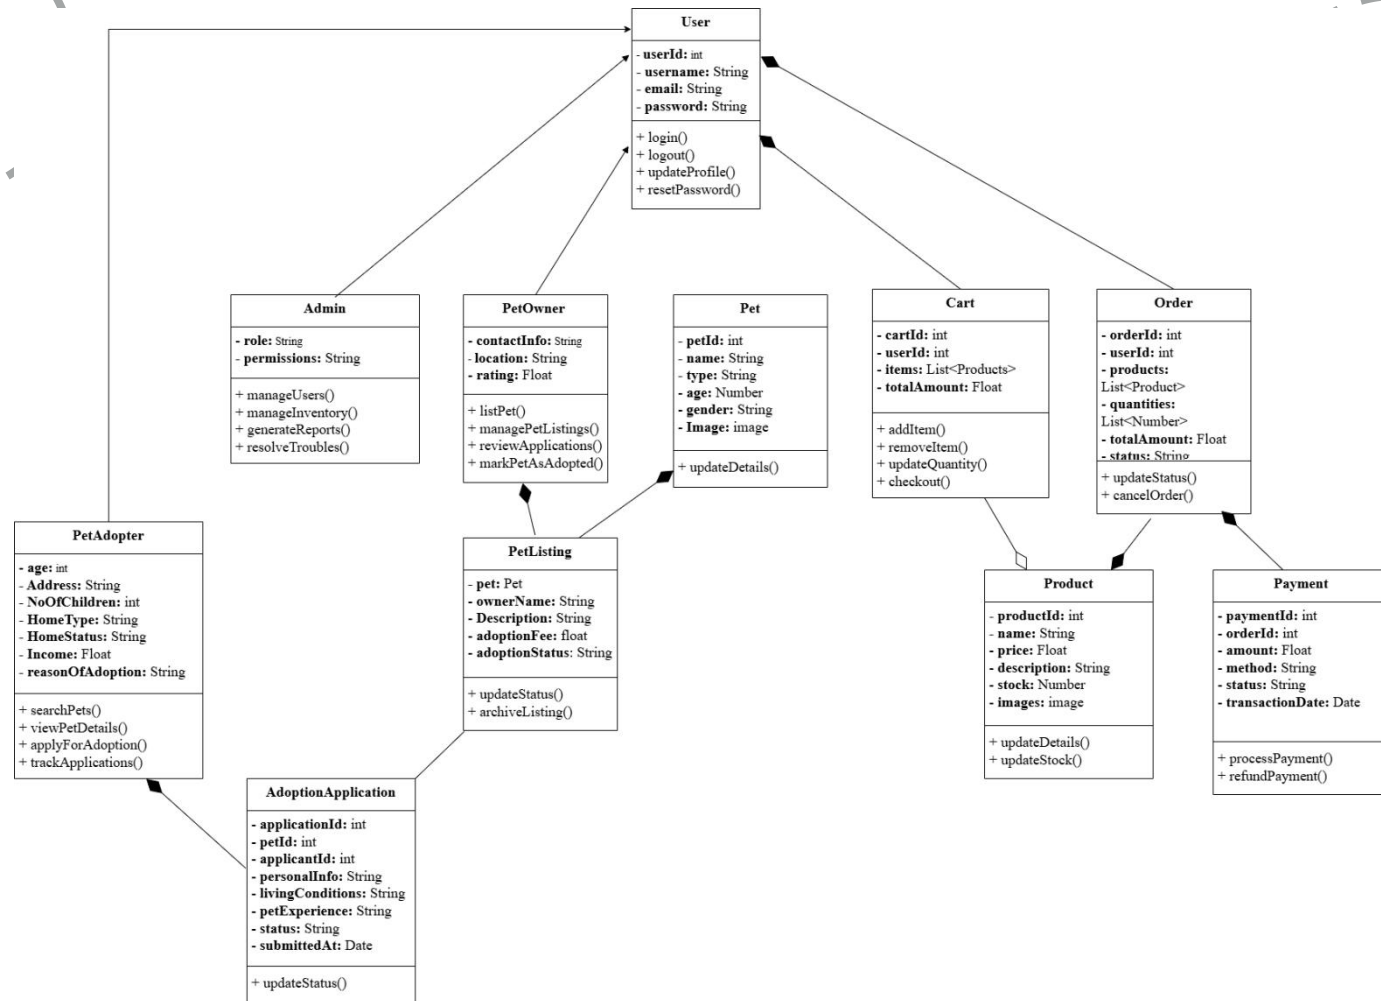 User
- userId: int
- username: String
- email: String
- password: String
+ login()
+ logout()
+ updateProfile()
+ resetPassword()
Admin
- role: String
- permissions: String
+ manageUsers()
+ manageInventory()
+ generateReports()
+ resolveTroubles()
PetOwner
- contactInfo: String
- location: String
- rating: Float
+ listPet()
+ managePetListings()
+ reviewApplications()
+ markPetAsAdopted()
Pet
- petId: int
- name: String
- type: String
- age: Number
- gender: String
- Image: image
+ updateDetails()
Cart
- cartId: int
- userId: int
- items: List<Products>
- totalAmount: Float
+ addItem()
+ removeItem()
+ updateQuantity()
+ checkout()
Order
- orderId: int
- userId: int
- products:
List<Product>
- quantities:
List<Number>
- totalAmount: Float
- status: String
+ updateStatus()
+ cancelOrder()
PetAdopter
- age: int
- Address: String
- NoOfChildren: int
- HomeType: String
- HomeStatus: String
- Income: Float
- reasonOfAdoption: String
+ searchPets()
+ viewPetDetails()
+ applyForAdoption()
+ trackApplications()
PetListing
- pet: Pet
- ownerName: String
- Description: String
- adoptionFee: float
- adoptionStatus: String
+ updateStatus()
+ archiveListing()
Product
- productId: int
- name: String
- price: Float
- description: String
- stock: Number
- images: image
+ updateDetails()
+ updateStock()
Payment
- paymentId: int
- orderId: int
- amount: Float
- method: String
- status: String
- transactionDate: Date
+ processPayment()
+ refundPayment()
AdoptionApplication
- applicationId: int
- petId: int
- applicantId: int
- personalInfo: String
- livingConditions: String
- petExperience: String
- status: String
- submittedAt: Date
+ updateStatus()